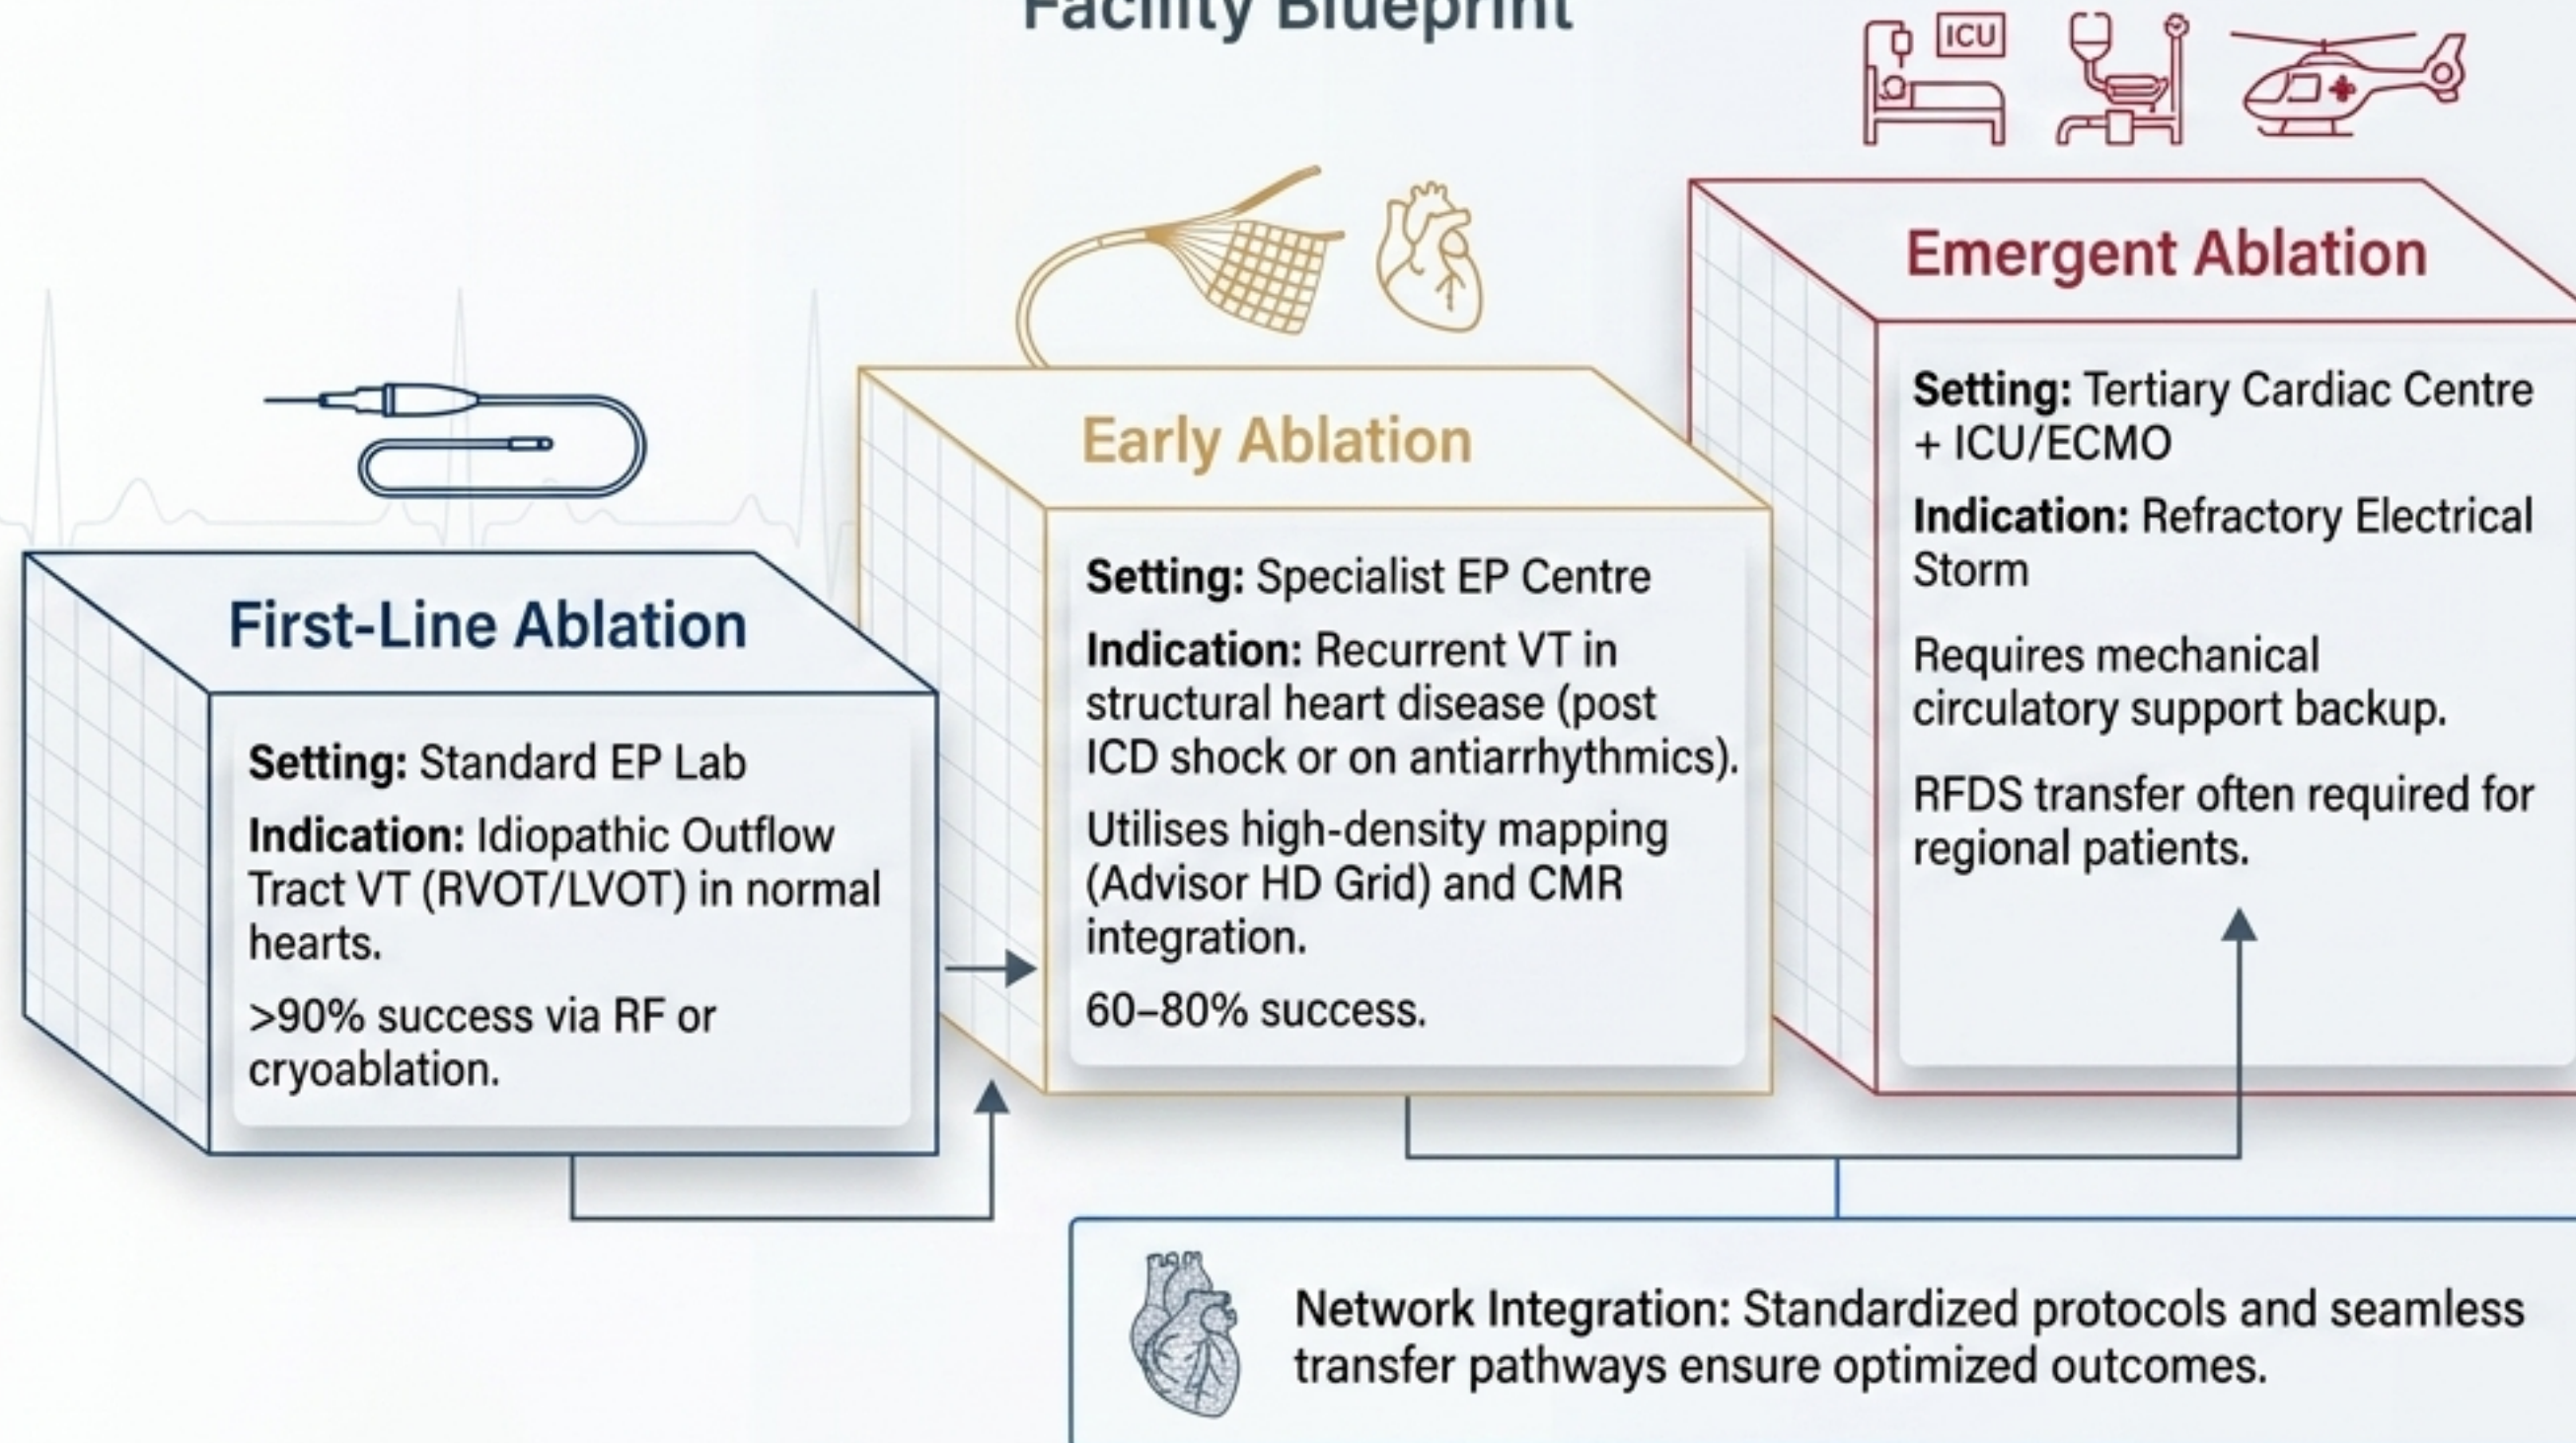 Facility Blueprint
ICU
First-Line Ablation
Setting: Standard EP Lab
Indication: Idiopathic Outflow
Tract VT (RVOT/LVOT) in normal
hearts.
>90% success via RF or
cryoablation.
Early Ablation
Setting: Specialist EP Centre
Indication: Recurrent VT in
structural heart disease (post
ICD shock or on antiarrhythmics).
Utilises high-density mapping
(Advisor HD Grid) and CMR
integration.
60–80% success.
Emergent Ablation
Setting: Tertiary Cardiac Centre
+ ICU/ECMO
Indication: Refractory Electrical
Storm
Requires mechanical
circulatory support backup.
RFDS transfer often required for
regional patients.
Network Integration: Standardized protocols and seamless
transfer pathways ensure optimized outcomes.